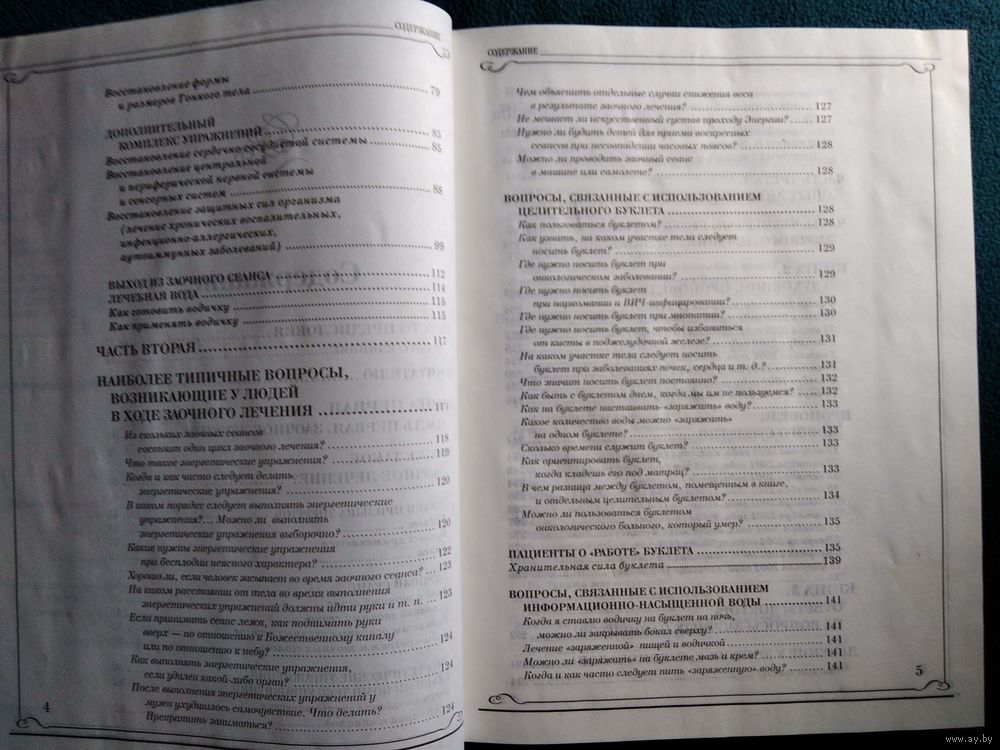 СОДЕРЖАНИЕ
Восстановление формы
и размеров Тонкого тела 79
ДОПОЛНИТЕЛЬНЫЙ
КОМПЛЕКС УПРАЖНЕНИЙ 85
Восстановление сердечно-сосудистой системы 85
Восстановление центральной
и периферической нервной системы
и сенсорных систем 88
Восстановление защитных сил организма
(лечение хронических воспалительных,
инфекционно-аллергических,
аутоиммунных заболеваний) 99
ВЫХОД ИЗ ЗАОЧНОГО СЕАНСА 112
ЛЕЧЕБНАЯ ВОДА 114
Как готовить водичку 115
Как применять водичку 115
ЧАСТЬ ВТОРАЯ 117
НАИБОЛЕЕ ТИПИЧНЫЕ ВОПРОСЫ,
ВОЗНИКАЮЩИЕ У ЛЮДЕЙ
В ХОДЕ ЗАОЧНОГО ЛЕЧЕНИЯ
Из скольких заочных сеансов
состоит один цикл заочного лечения? 118
Что такое энергетические упражнения? 119
Когда и как часто следует делать
энергетические упражнения? 120
В каком порядке следует выполнять энергетические
упражнения?... Можно ли выполнять
энергетические упражнения выборочно? 120
Какие нужны энергетические упражнения
при бесплодии неясного характера? 122
Хорошо ли, если человек засыпает во время заочного сеанса? 123
На каком расстоянии от тела во время выполнения
энергетических упражнений должны идти руки и т. п. 123
Если принимать сеанс лежа, как поднимать руки
вверх — по отношению к Божественному каналу
или по отношению к небу? 124
Как выполнять энергетические упражнения,
если удален какой-либо орган? 124
После выполнения энергетических упражнений у
мужа ухудшилось самочувствие. Что делать?
Прекратить заниматься? 124
4
СОДЕРЖАНИЕ
Чем объяснить отдельные случаи снижения веса
в результате заочного лечения? 127
Не мешает ли искусственный сустав проходу Энергии? 127
Нужно ли будить детей для приема воскресных
сеансов при несовпадении часовых поясов? 128
Можно ли проводить заочный сеанс
в машине или самолете? 128
ВОПРОСЫ, СВЯЗАННЫЕ С ИСПОЛЬЗОВАНИЕМ
ЦЕЛИТЕЛЬНОГО БУКЛЕТА 128
Как пользоваться буклетом? 128
Как узнать, на каком участке тела следует
носить буклет? 129
Где нужно носить буклет при
онкологическом заболевании? 129
Где нужно носить буклет
при наркомании и ВИЧ-инфицировании? 130
Где нужно носить буклет при миопатии? 130
Где нужно носить буклет, чтобы избавиться
от кисты в поджелудочной железе? 131
На каком участке тела следует носить
буклет при заболеваниях почек, сердца и т. д.? 131
Что значит носить буклет постоянно? 132
Как быть с буклетом днем, когда мы им не пользуемся? 132
Как на буклете настаивать-«заряжать» воду? 133
Какое количество воды можно «заряжать»
на одном буклете? 133
Сколько времени служит буклет? 133
Как ориентировать буклет,
когда кладешь его под матрац? 133
В чем разница между буклетом, помещенным в книге,
и отдельным целительным буклетом? 134
Можно ли пользоваться буклетом
онкологического больного, который умер? 135
ПАЦИЕНТЫ О «РАБОТЕ» БУКЛЕТА 135
Хранительная сила буклета 139
ВОПРОСЫ, СВЯЗАННЫЕ С ИСПОЛЬЗОВАНИЕМ
ИНФОРМАЦИОННО-НАСЫЩЕННОЙ ВОДЫ 141
Когда я ставлю водичку на буклет на ночь,
можно ли закрывать бокал сверху? 141
Лечение «заряженной» пищей и водичкой 141
Можно ли «заряжать» на буклете мазь и крем? 141
Когда и как часто следует пить «заряженную» воду? 141
5
www.ay.by